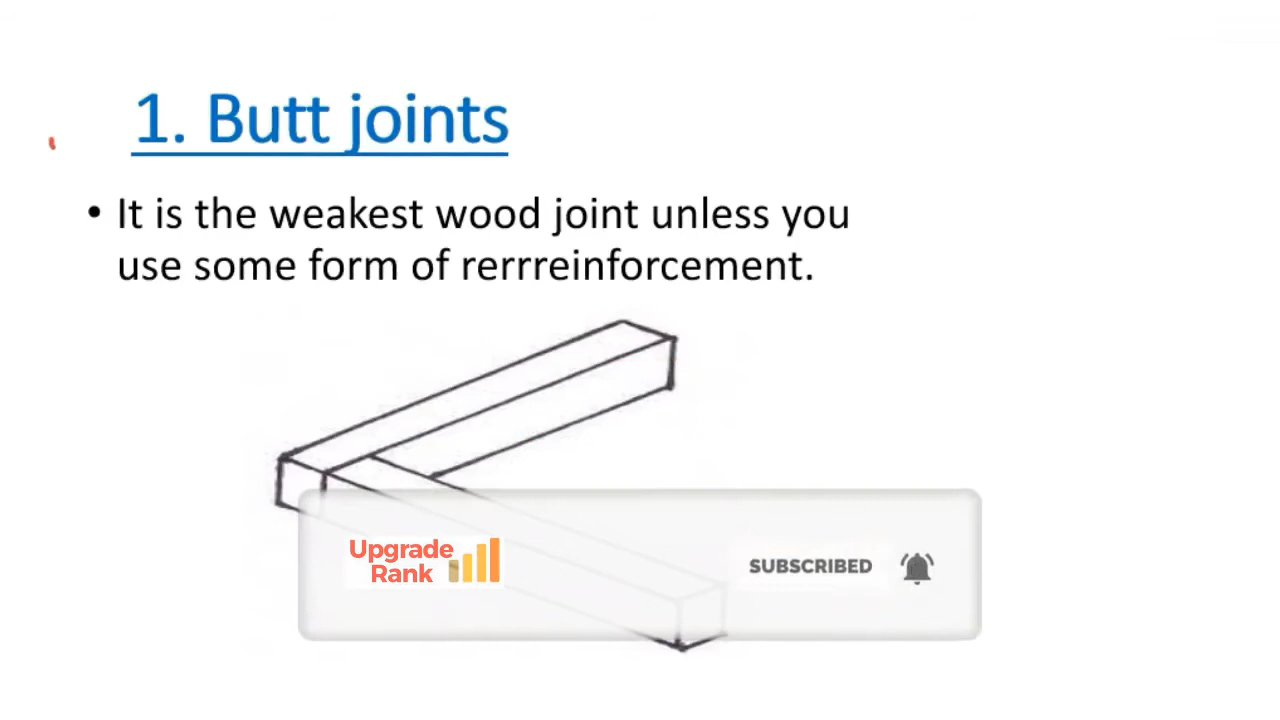 1. Butt joints
• It is the weakest wood joint unless you
use some form of rerrreinforcement.
Upgrade
Rank
SUBSCRIBED